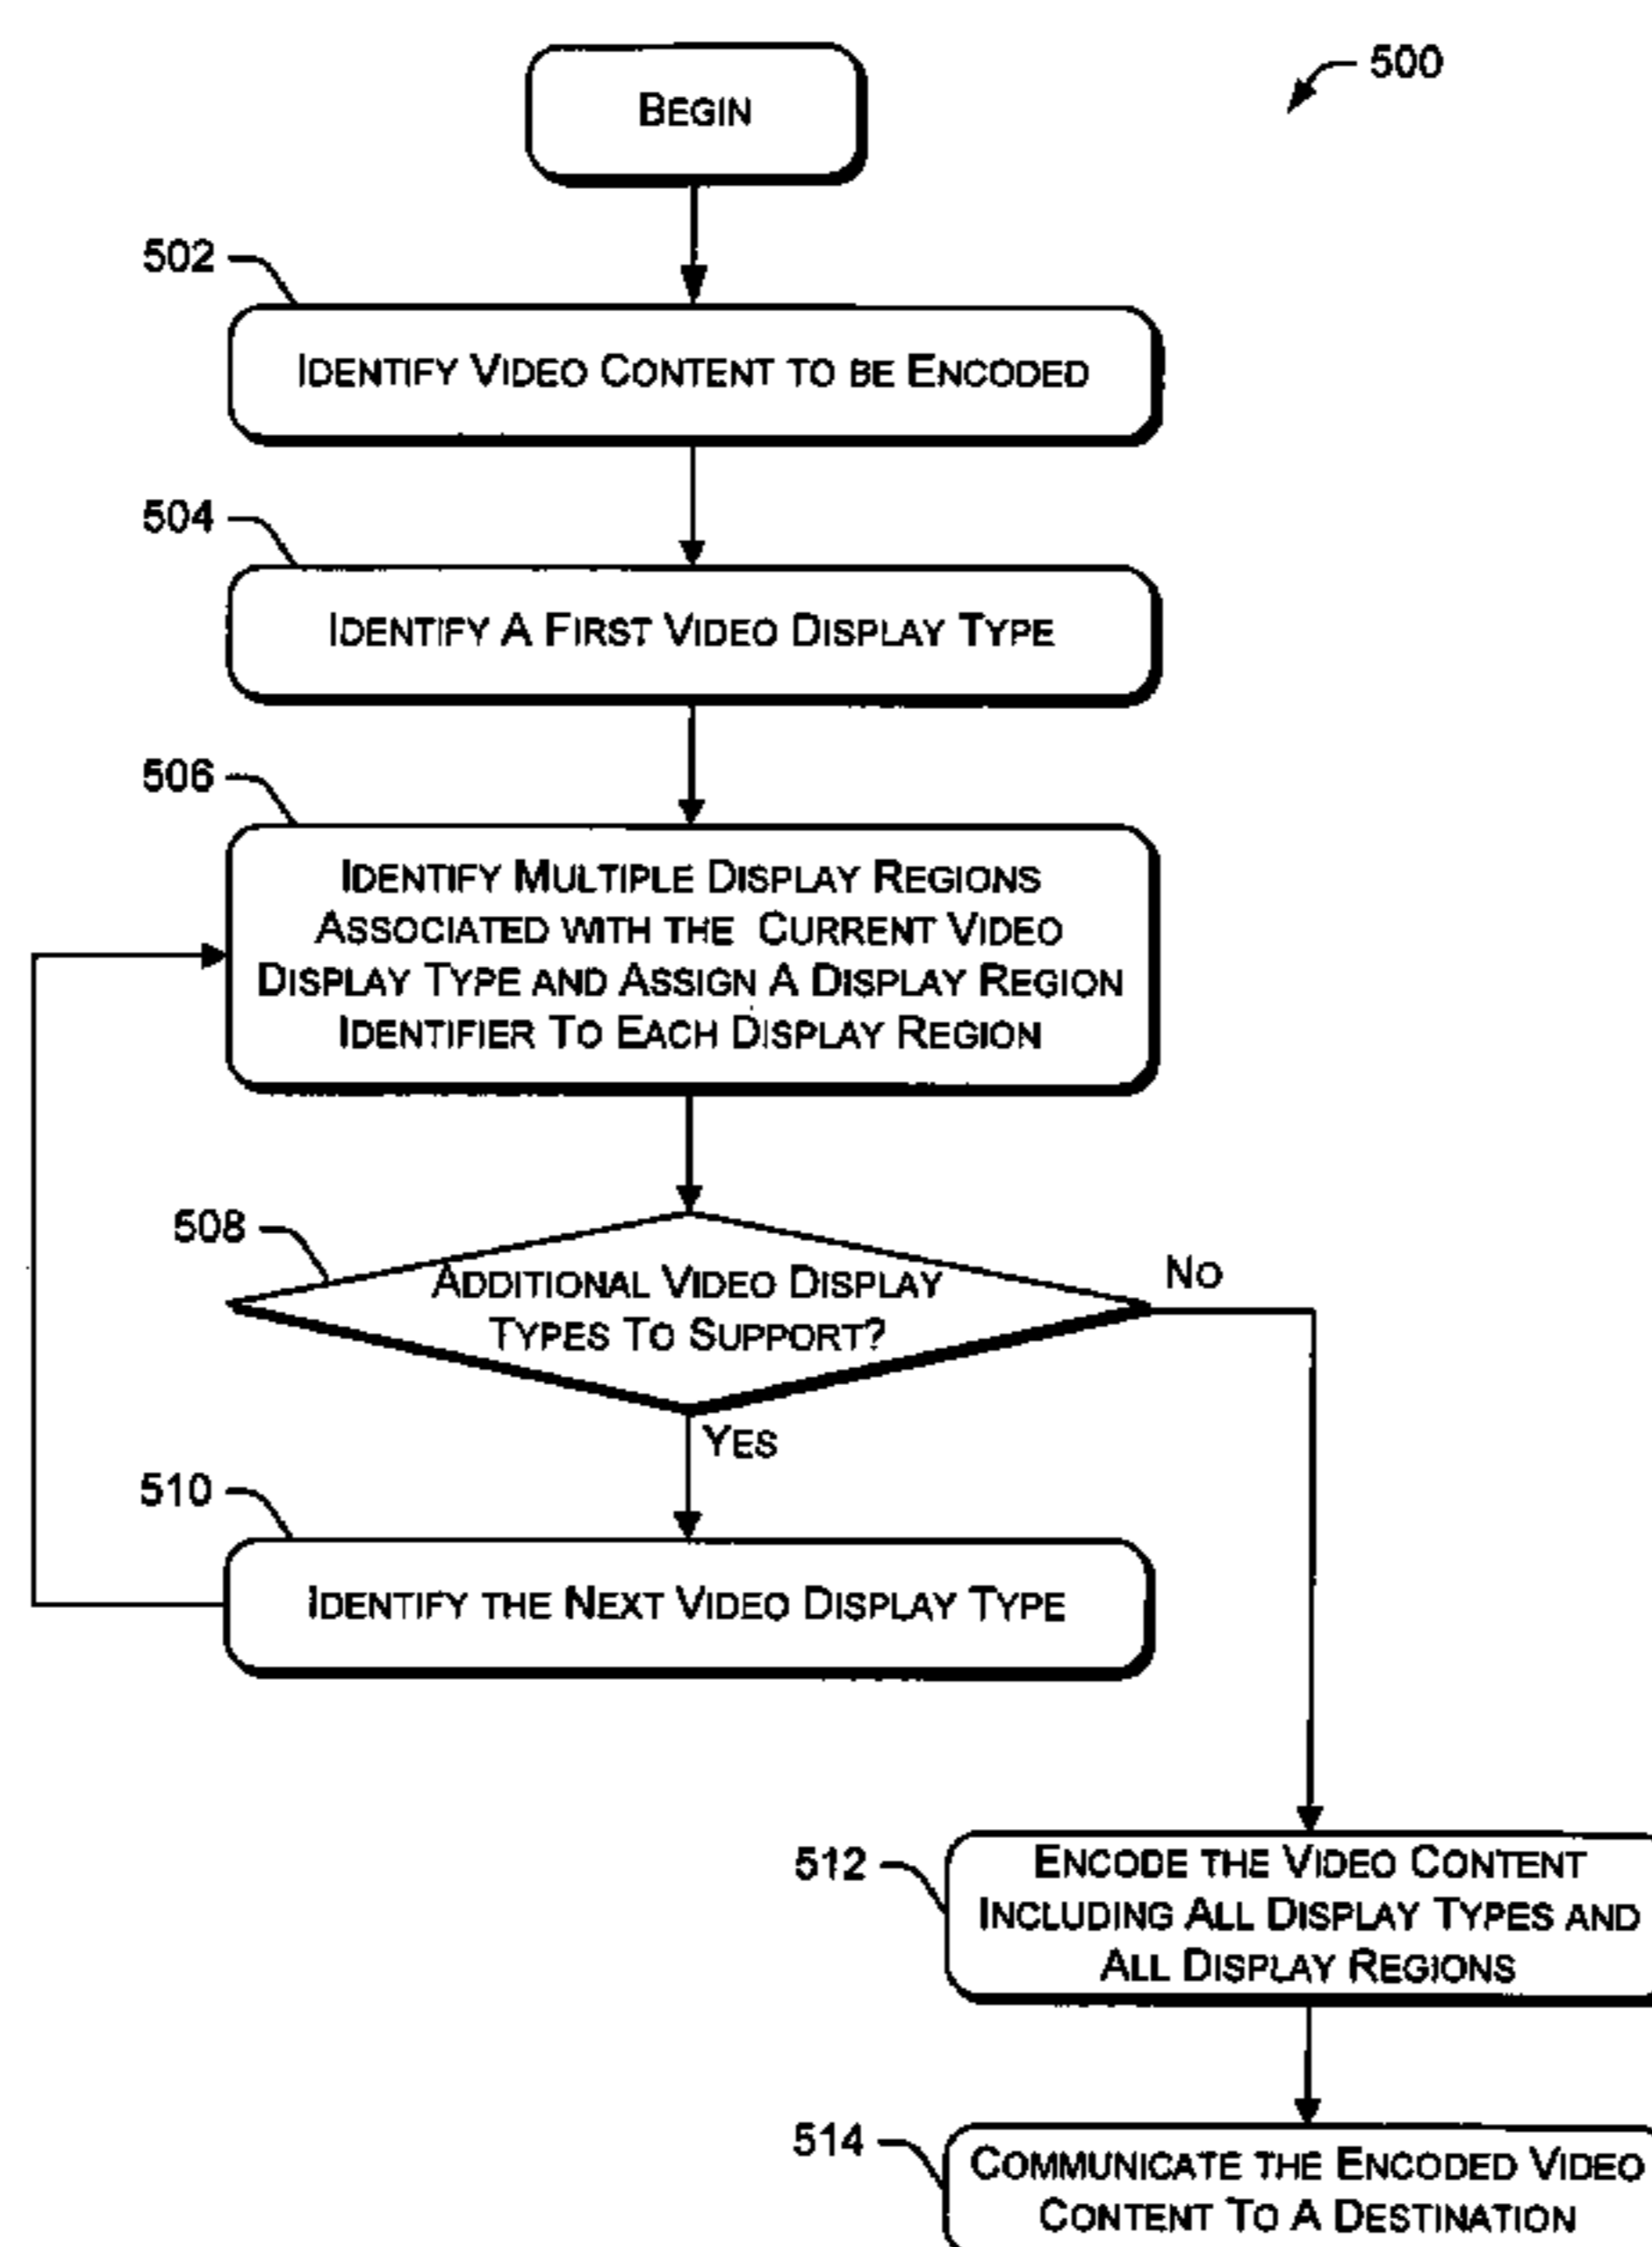 500
BEGIN
502
IDENTIFY VIDEO CONTENT TO BE ENCODED
504
IDENTIFY A FIRST VIDEO DISPLAY TYPE
506
IDENTIFY MULTIPLE DISPLAY REGIONS
ASSOCIATED WITH THE CURRENT VIDEO
DISPLAY TYPE AND ASSIGN A DISPLAY REGION
IDENTIFIER TO EACH DISPLAY REGION
508
ADDITIONAL VIDEO DISPLAY
TYPES TO SUPPORT?
NO
YES
510
IDENTIFY THE NEXT VIDEO DISPLAY TYPE
512
ENCODE THE VIDEO CONTENT
INCLUDING ALL DISPLAY TYPES AND
ALL DISPLAY REGIONS
514
COMMUNICATE THE ENCODED VIDEO
CONTENT TO A DESTINATION